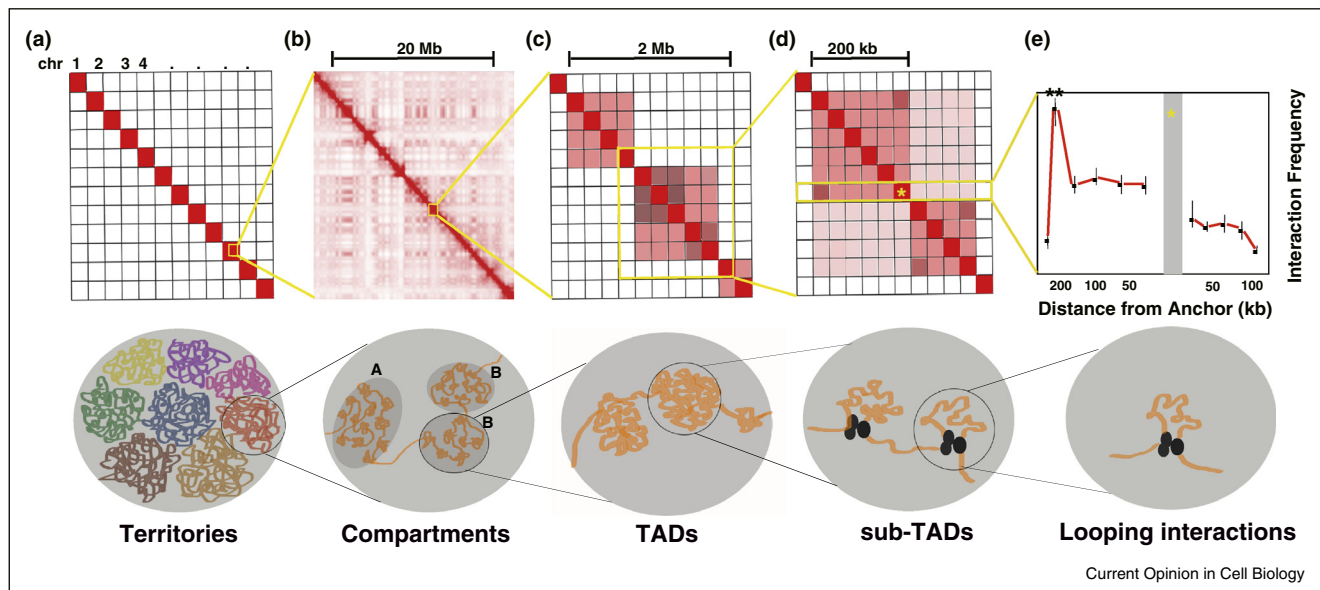 (a)
chr 1 2 3 4 . . . .
(b)
20 Mb
(c)
2 Mb
(d)
200 kb
*
(e)
**
*
Interaction Frequency
200 100 50 50 100
Distance from Anchor (kb)
A
B
B
Territories
Compartments
TADs
sub-TADs
Looping interactions
Current Opinion in Cell Biology